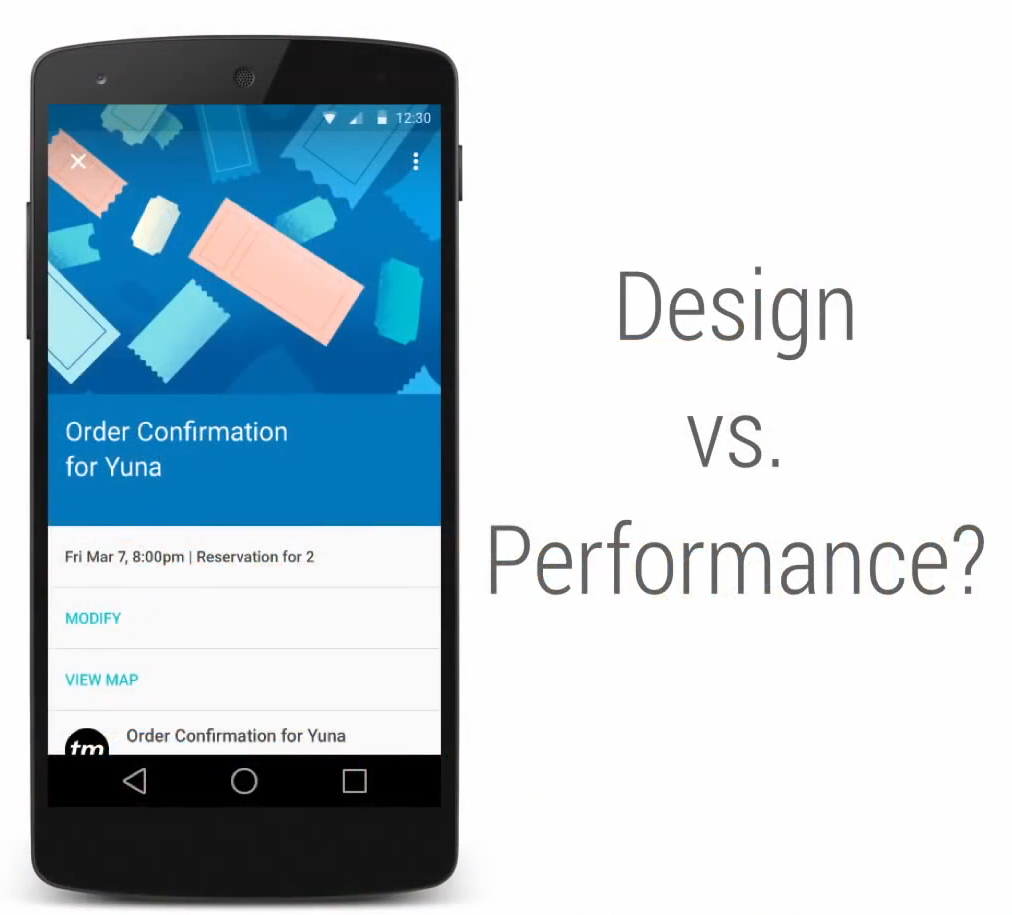 12:30
Order Confirmation
for Yuna
Fri Mar 7, 8:00pm | Reservation for 2
MODIFY
VIEW MAP
tm
Order Confirmation for Yuna
Design
vs.
Performance?